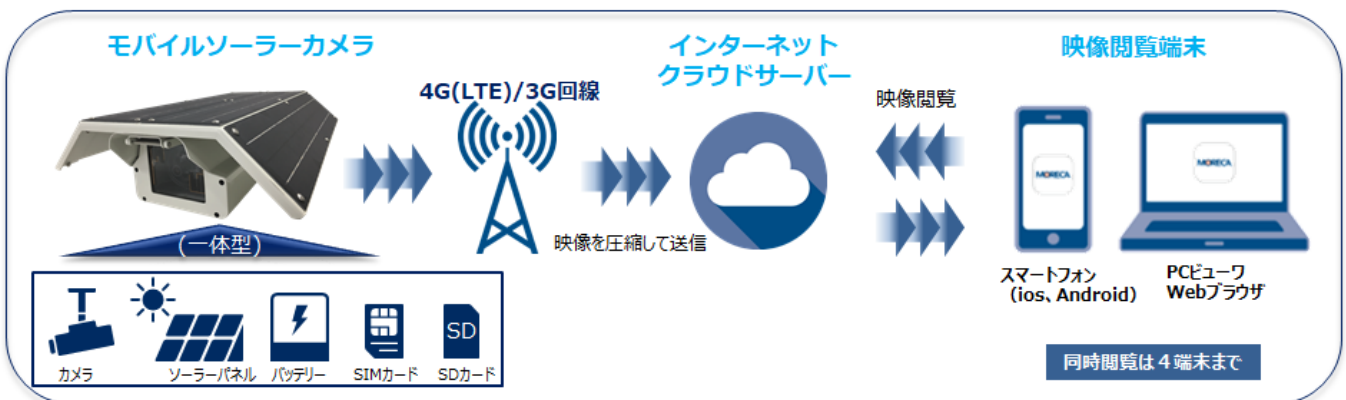 モバイルソーラーカメラ
4G(LTE)/3G回線
(一体型)
カメラ
ソーラーパネル
バッテリー
SIMカード
SD
SDカード
映像を圧縮して送信
インターネット
クラウドサーバー
映像閲覧
映像閲覧端末
MORECA
MORECA
スマートフォン
(ios、Android)
PCビューワ
Webブラウザ
同時閲覧は４端末まで